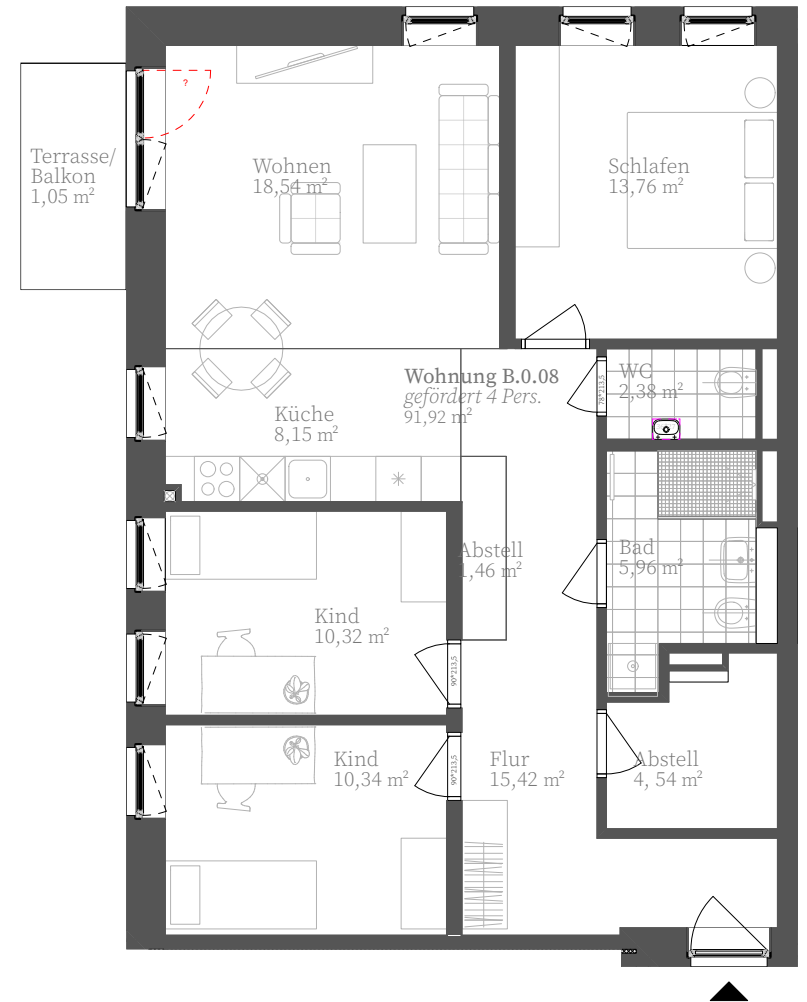 ?
Terrasse/
Balkon
1,05 m²
Wohnen
18,54 m²
Schlafen
13,76 m²
Wohnung B.0.08
gefördert 4 Pers.
91,92 m²
WC
2,38 m²
78*213,5
Küche
8,15 m²
Abstell
1,46 m²
Bad
5,96 m²
Kind
10,32 m²
90*213,5
Kind
10,34 m²
90*213,5
Flur
15,42 m²
Abstell
4, 54 m²